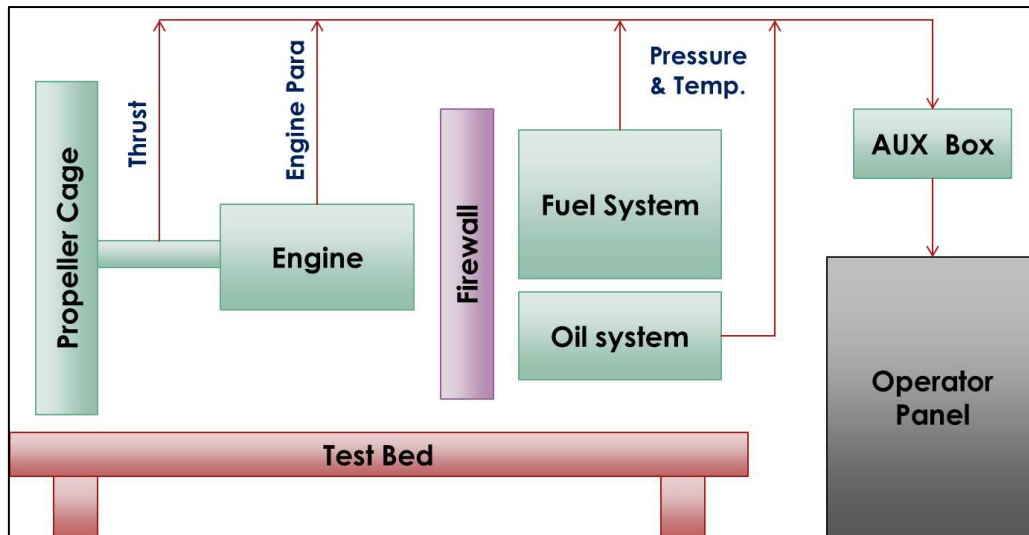 Propeller Cage
Thrust
Engine Para
Engine
Firewall
Pressure
& Temp.
Fuel System
Oil system
AUX Box
Operator
Panel
Test Bed